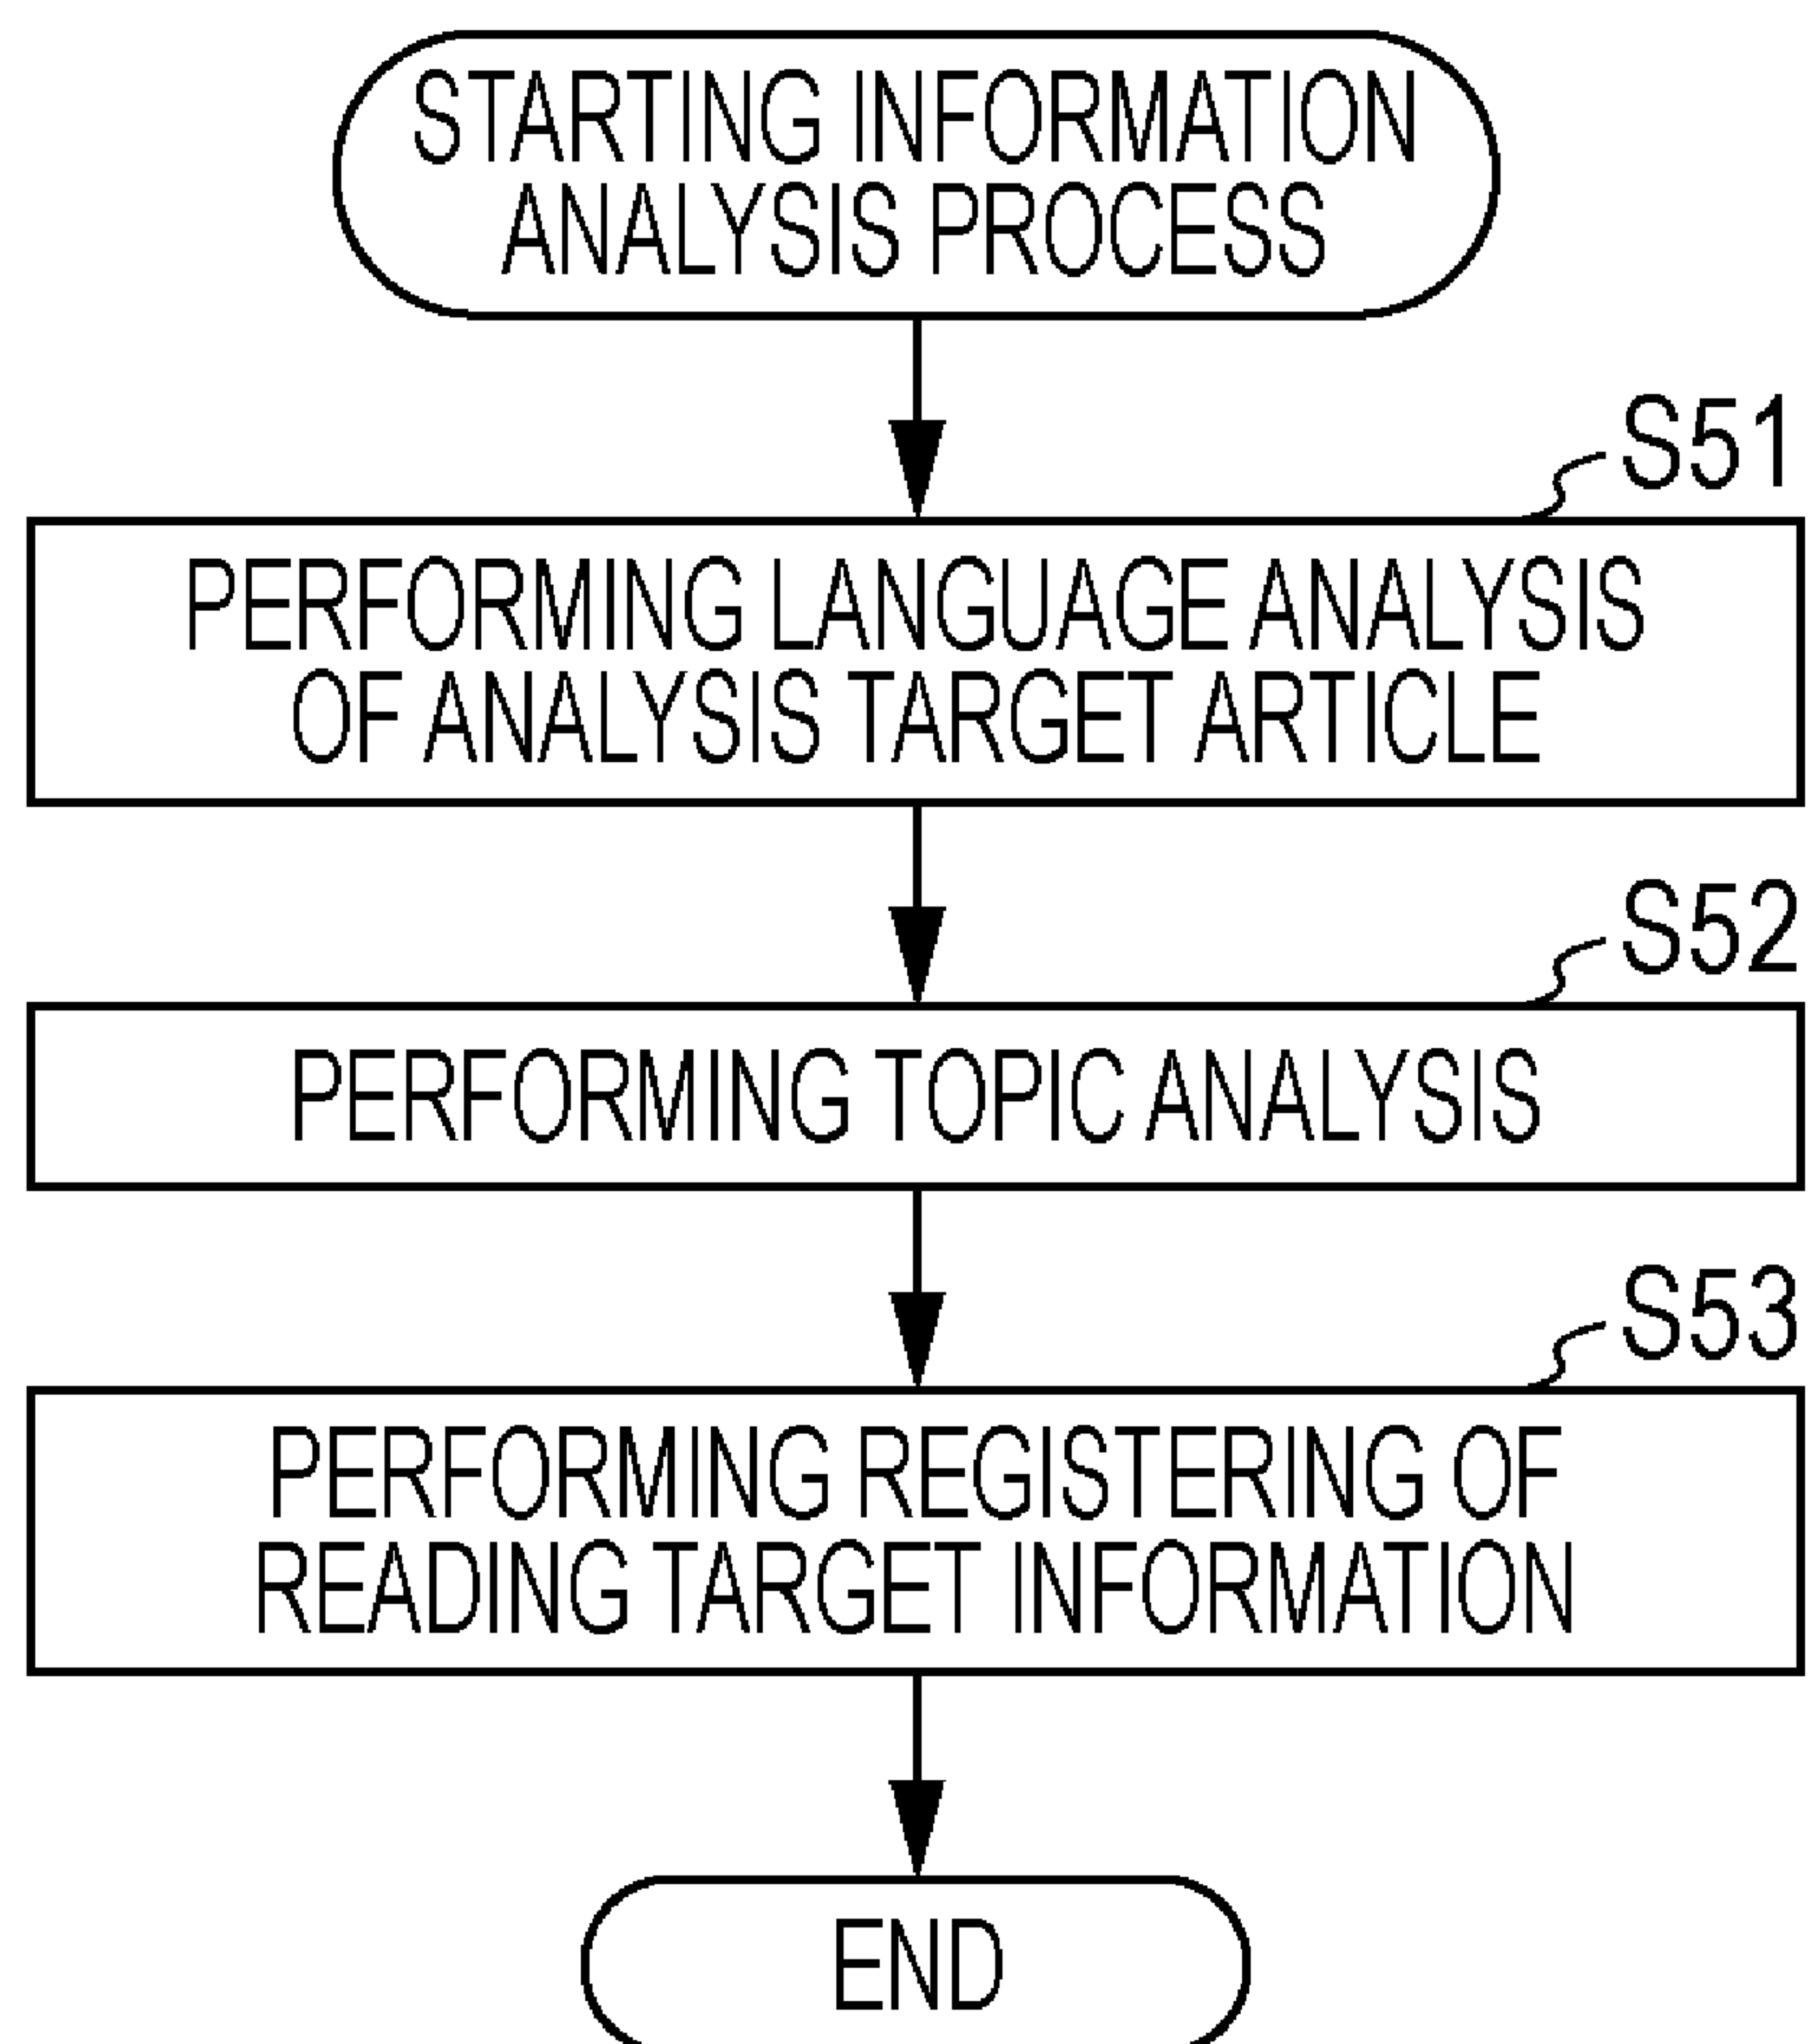 STARTING INFORMATION
ANALYSIS PROCESS
S51
PERFORMING LANGUAGE ANALYSIS
OF ANALYSIS TARGET ARTICLE
S52
PERFORMING TOPIC ANALYSIS
S53
PERFORMING REGISTERING OF
READING TARGET INFORMATION
END